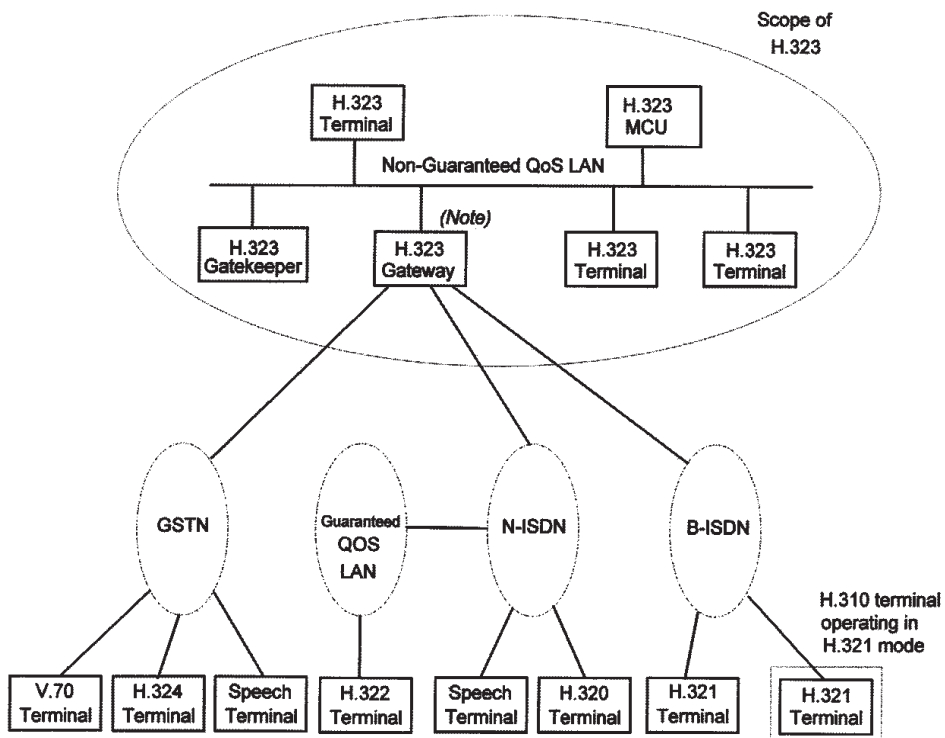 Scope of
H.323
H.323
Terminal
H.323
MCU
Non-Guaranteed QoS LAN
(Note)
H.323
Gatekeeper
H.323
Gateway
H.323
Terminal
H.323
Terminal
GSTN
Guaranteed
QOS
LAN
N-ISDN
B-ISDN
H.310 terminal
operating in
H.321 mode
V.70
Terminal
H.324
Terminal
Speech
Terminal
H.322
Terminal
Speech
Terminal
H.320
Terminal
H.321
Terminal
H.321
Terminal